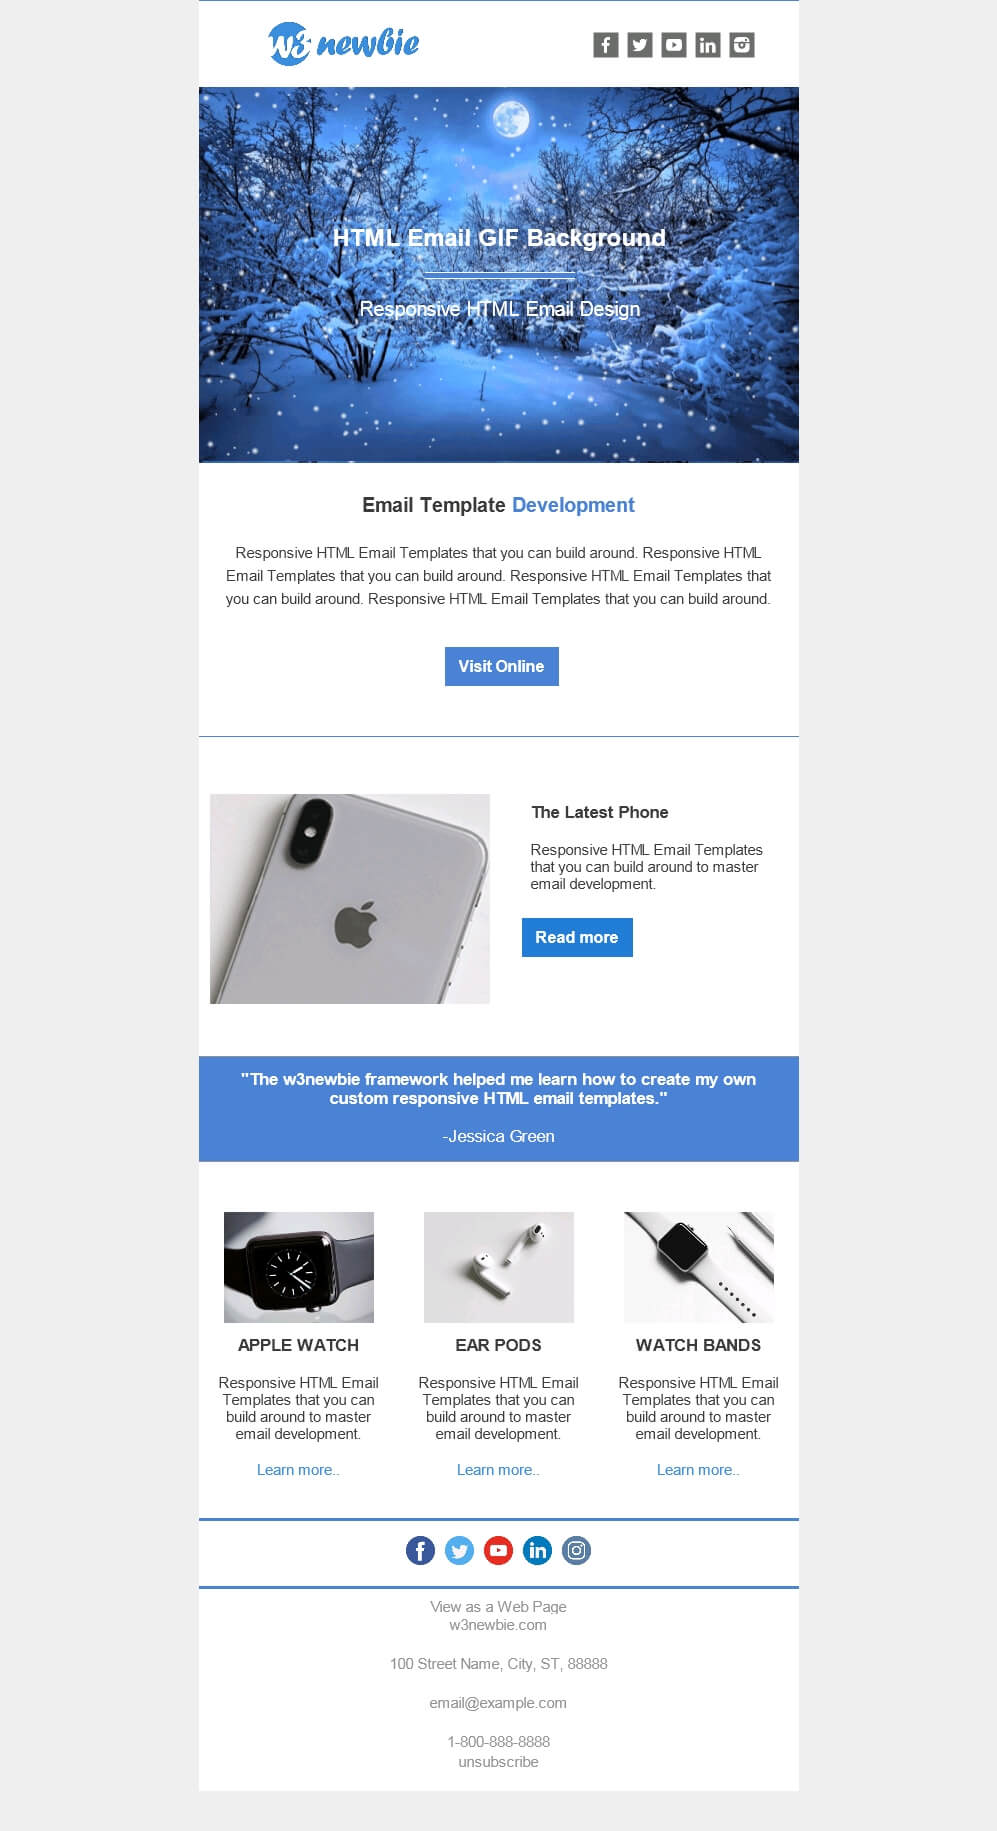 w3newbie
HTML Email GIF Background
Responsive HTML Email Design
Email Template Development
Responsive HTML Email Templates that you can build around. Responsive HTML
Email Templates that you can build around. Responsive HTML Email Templates that
you can build around. Responsive HTML Email Templates that you can build around.
Visit Online
The Latest Phone
Responsive HTML Email Templates
that you can build around to master
email development.
Read more
"The w3newbie framework helped me learn how to create my own
custom responsive HTML email templates."
-Jessica Green
APPLE WATCH
Responsive HTML Email
Templates that you can
build around to master
email development.
Learn more..
EAR PODS
Responsive HTML Email
Templates that you can
build around to master
email development.
Learn more..
WATCH BANDS
Responsive HTML Email
Templates that you can
build around to master
email development.
Learn more..
View as a Web Page
w3newbie.com
100 Street Name, City, ST, 88888
email@example.com
1-800-888-8888
unsubscribe